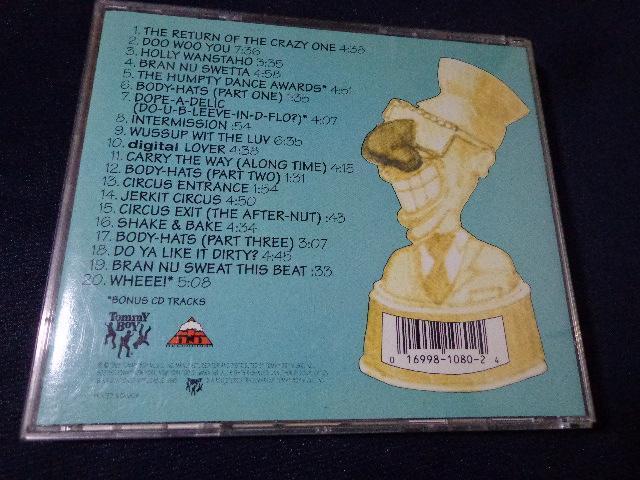 1. THE RETURN OF THE CRAZY ONE 4:38
2. DOO WOO YOU 7:36
3. HOLLY WANSTAHO 3:35
4. BRAN NU SWETTA 4:58
5. THE HUMPTY DANCE AWARDS* 4:51
6. BODY-HATS (PART ONE) 1:35
7. DOPE-A-DELIC
(DO-U-B-LEEVE-IN-D-FLO?)* 4:07
8. INTERMISSION :54
9. WUSSUP WIT THE LUV 6:35
10. digital LOVER 4:38
11. CARRY THE WAY (ALONG TIME) 4:15
12. BODY-HATS (PART TWO) 1:31
13. CIRCUS ENTRANCE 1:54
14. JERKIT CIRCUS 4:50
15. CIRCUS EXIT (THE AFTER-NUT) :43
16. SHAKE & BAKE 4:34
17. BODY-HATS (PART THREE) 3:07
18. DO YA LIKE IT DIRTY? 4:45
19. BRAN NU SWEAT THIS BEAT :33
20. WHEEE!* 5:08
*BONUS CD TRACKS
Tommy
Boy
TNT
0 16998-1080-2 4